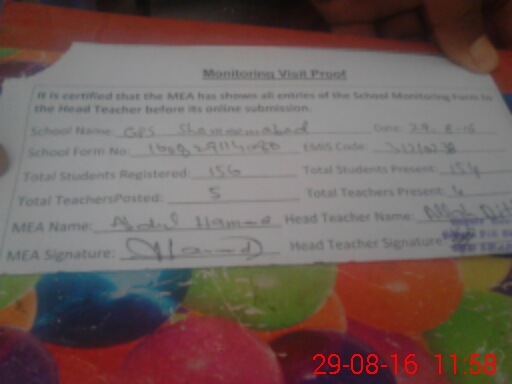 Monitoring Visit Proof
It is certified that the MEA has shown all entries of the School Monitoring Form to
the Head Teacher before its online submission.
School Name: GPS Date: 29-8-16
School Form No: EMIS Code:
Total Students Registered: 156 Total Students Present: 154
Total TeachersPosted: 5 Total Teachers Present:
MEA Name: Abdul Hameed Head Teacher Name: Allah
MEA Signature: Head Teacher Signature:
29-08-16 11:58